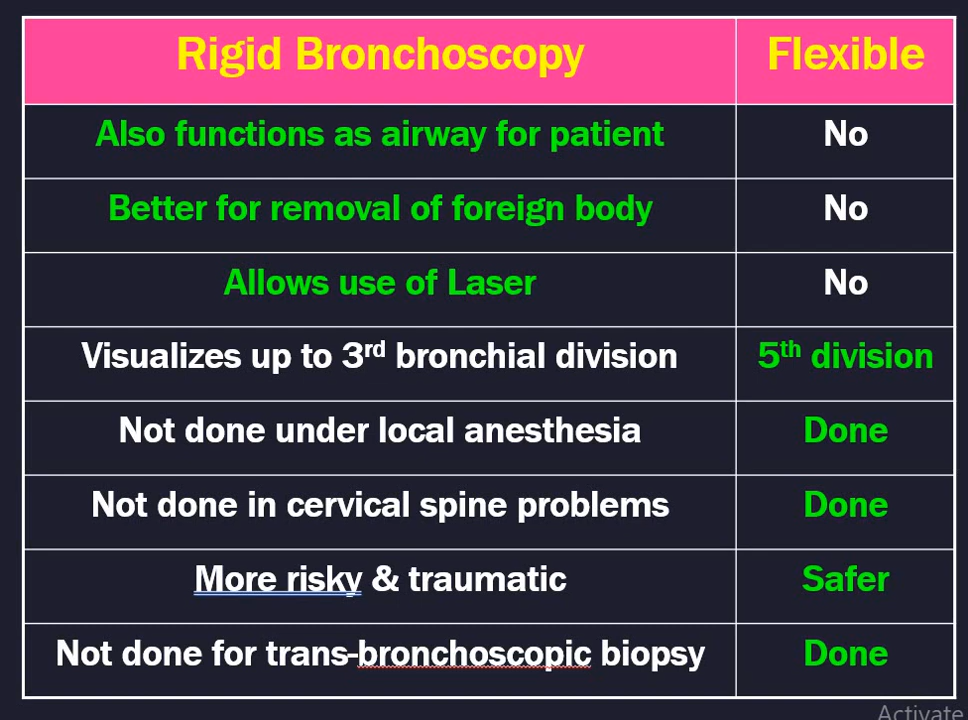 Rigid Bronchoscopy Flexible
Also functions as airway for patient No
Better for removal of foreign body No
Allows use of Laser No
Visualizes up to 3rd bronchial division 5th division
Not done under local anesthesia Done
Not done in cervical spine problems Done
More risky & traumatic Safer
Not done for trans-bronchoscopic biopsy Done
Activate